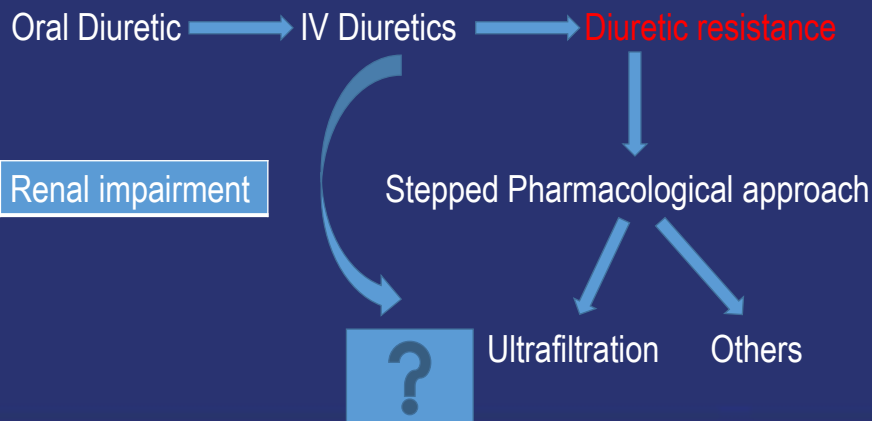 Oral Diuretic IV Diuretics Diuretic resistance
Renal impairment Stepped Pharmacological approach
? Ultrafiltration Others